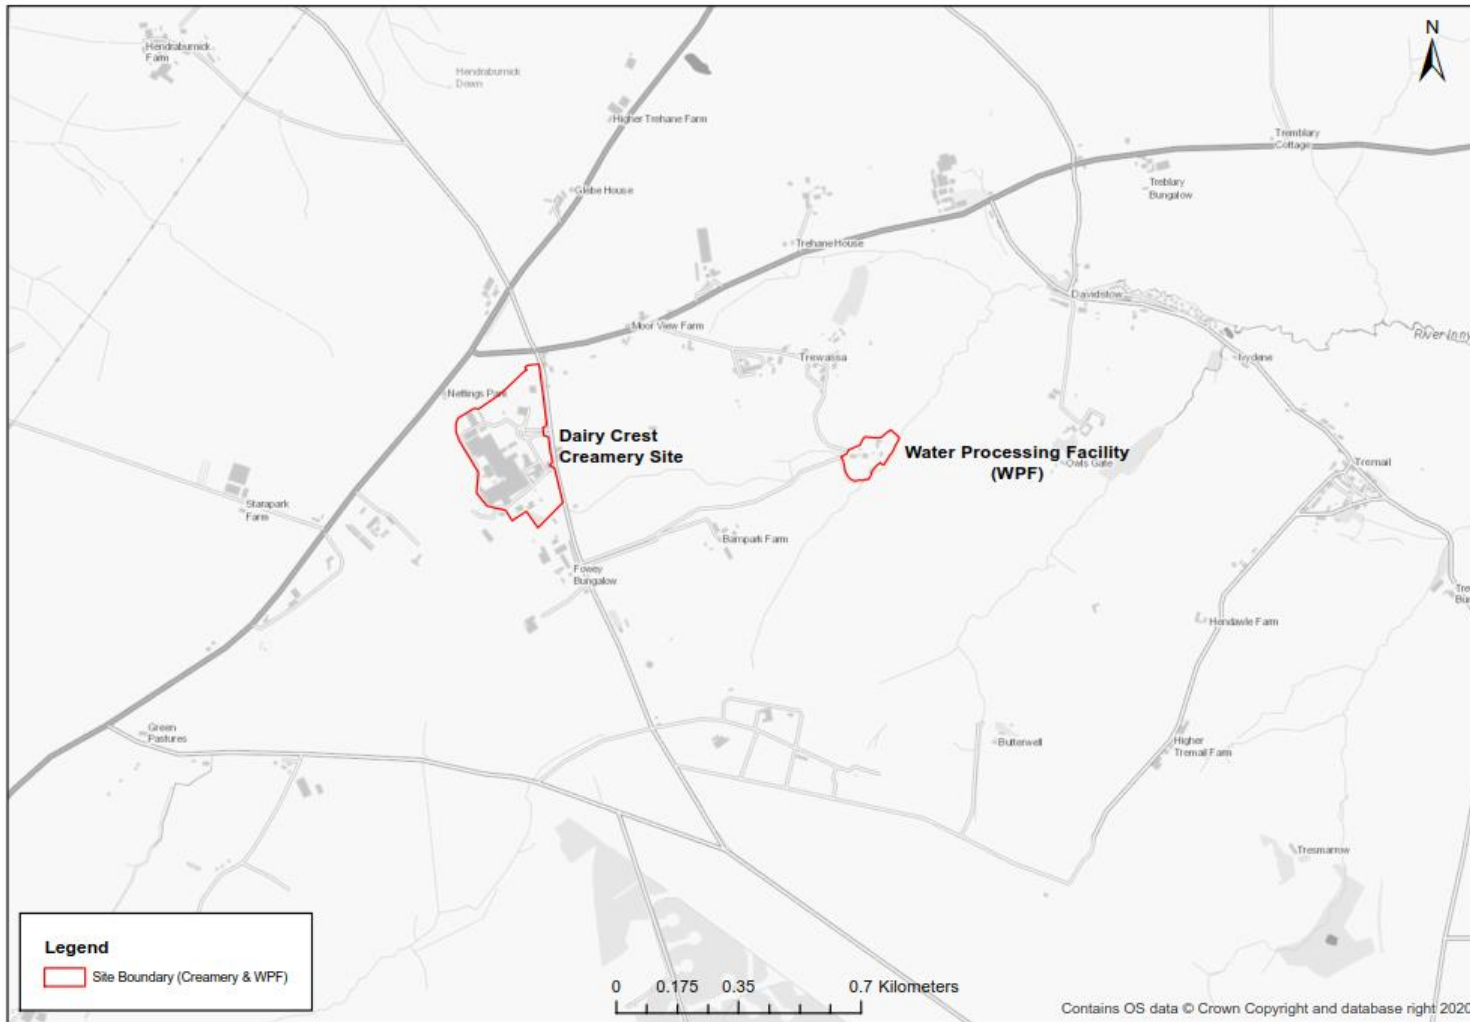 N
Hendraburnick
Farm
Hendraburnick
Down
Higher Trehane Farm
Tremblary
Cottage
Treblary
Bungalow
Glebe House
Trehane House
Davidstow
River Inny
Moor View Farm
Trewassa
Ivydene
Nettings Park
Dairy Crest
Creamery Site
Water Processing Facility
(WPF)
Owls Gate
Tremail
Starapark
Farm
Bampark Farm
Fowey
Bungalow
Hendawle Farm
Green
Pastures
Butterwell
Higher
Tremail Farm
Tresmarrow
Legend
Site Boundary (Creamery & WPF)
0 0.175 0.35 0.7 Kilometers
Contains OS data © Crown Copyright and database right 2020